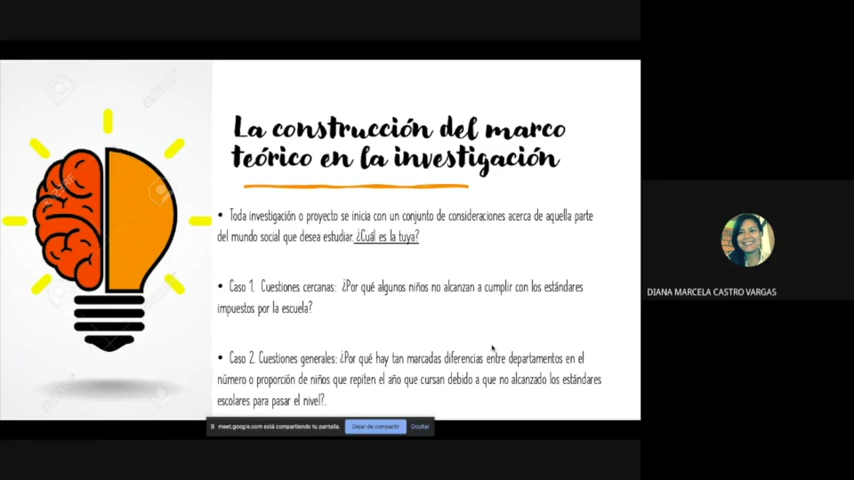 La construcción del marco
teórico en la investigación
• Toda investigación o proyecto se inicia con un conjunto de consideraciones acerca de aquella parte
del mundo social que desea estudiar. ¿Cuál es la tuya?
• Caso 1. Cuestiones cercanas: ¿Por qué algunos niños no alcanzan a cumplir con los estándares
impuestos por la escuela?
• Caso 2. Cuestiones generales: ¿Por qué hay tan marcadas diferencias entre departamentos en el
número o proporción de niños que repiten el año que cursan debido a que no alcanzado los estándares
escolares para pasar el nivel?.
DIANA MARCELA CASTRO VARGAS
meet.google.com está compartiendo tu pantalla.
Dejar de compartir
Ocultar